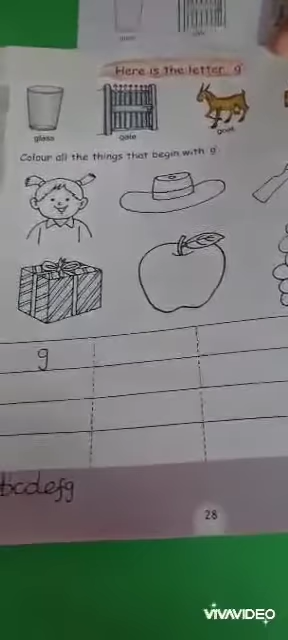 Here is the letter g
glass
gate
goat
Colour all the things that begin with g
g
bcdefg
28
VIVAVIDEO